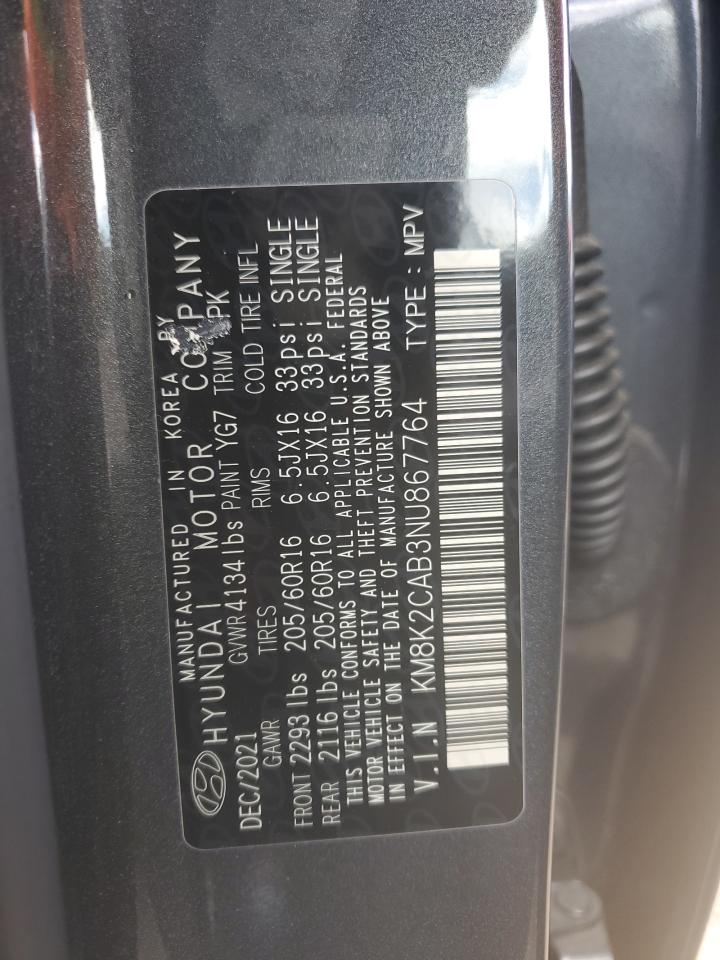 MANUFACTURED IN KOREA BY
HYUNDAI MOTOR COMPANY
DEC/2021 GVWR 4134 lbs PAINT YG7 TRIM PK
GAWR TIRES RIMS COLD TIRE INFL
FRONT 2293 lbs 205/60R16 6.5JX16 33psi SINGLE
REAR 2116 lbs 205/60R16 6.5JX16 33psi SINGLE
THIS VEHICLE CONFORMS TO ALL APPLICABLE U.S.A. FEDERAL
MOTOR VEHICLE SAFETY AND THEFT PREVENTION STANDARDS
IN EFFECT ON THE DATE OF MANUFACTURE SHOWN ABOVE
V.I.N KM8K2CAB3NU867764 TYPE : MPV